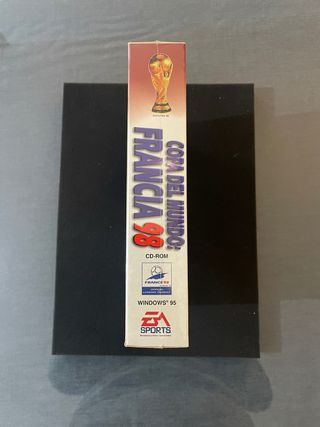 COPA DEL MUNDO:
FRANCIA 98
CD-ROM
FRANCE 98
WINDOWS® 95
EA
SPORTS